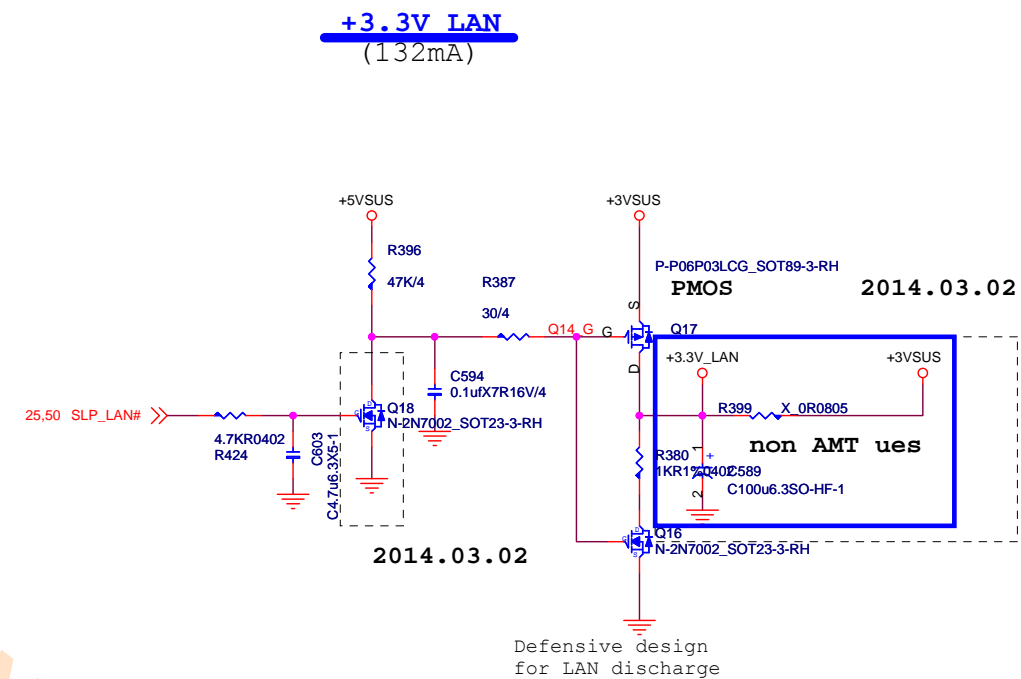 +3.3V LAN
(132mA)
+5VSUS
+3VSUS
R396
47K/4
R387
30/4
P-P06P03LCG_SOT89-3-RH
PMOS
2014.03.02
S
Q14_G
G
Q17
D
+3.3V_LAN
+3VSUS
C594
0.1ufX7R16V/4
25,50 SLP_LAN#
Q18
N-2N7002_SOT23-3-RH
G
D
S
R399
X_0R0805
4.7KR0402
R424
C603
C4.7u6.3X5-1
non AMT ues
R380
1KR1%0402
1
+
C589
C100u6.3SO-HF-1
2
2014.03.02
Q16
N-2N7002_SOT23-3-RH
G
D
S
Defensive design
for LAN discharge